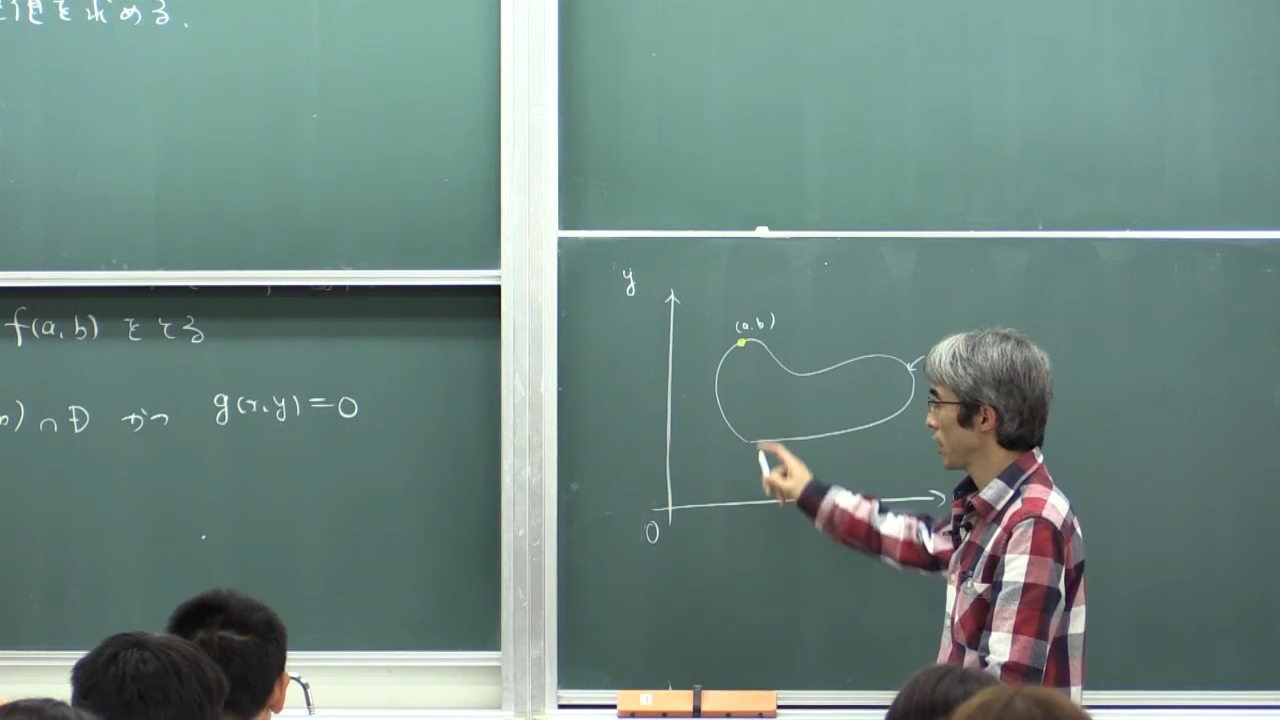 値を求める.
f(a,b) をとる
) ∩ D かつ g(x,y)=0
y
(a,b)
0